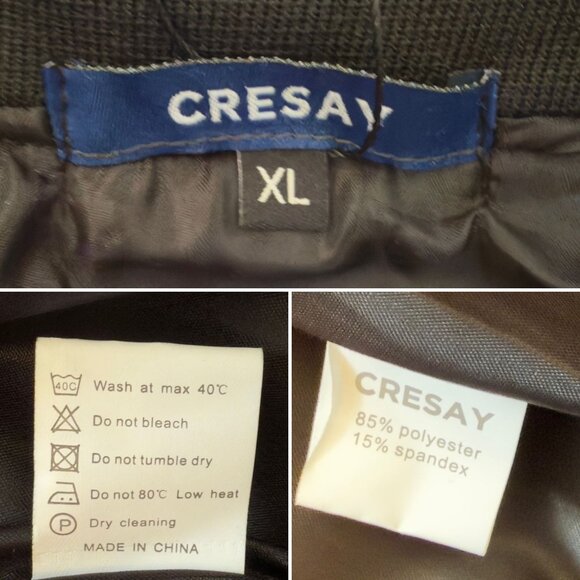 CRESAY
XL
40C Wash at max 40℃
Do not bleach
Do not tumble dry
Do not 80℃ Low heat
P Dry cleaning
MADE IN CHINA
CRESAY
85% polyester
15% spandex